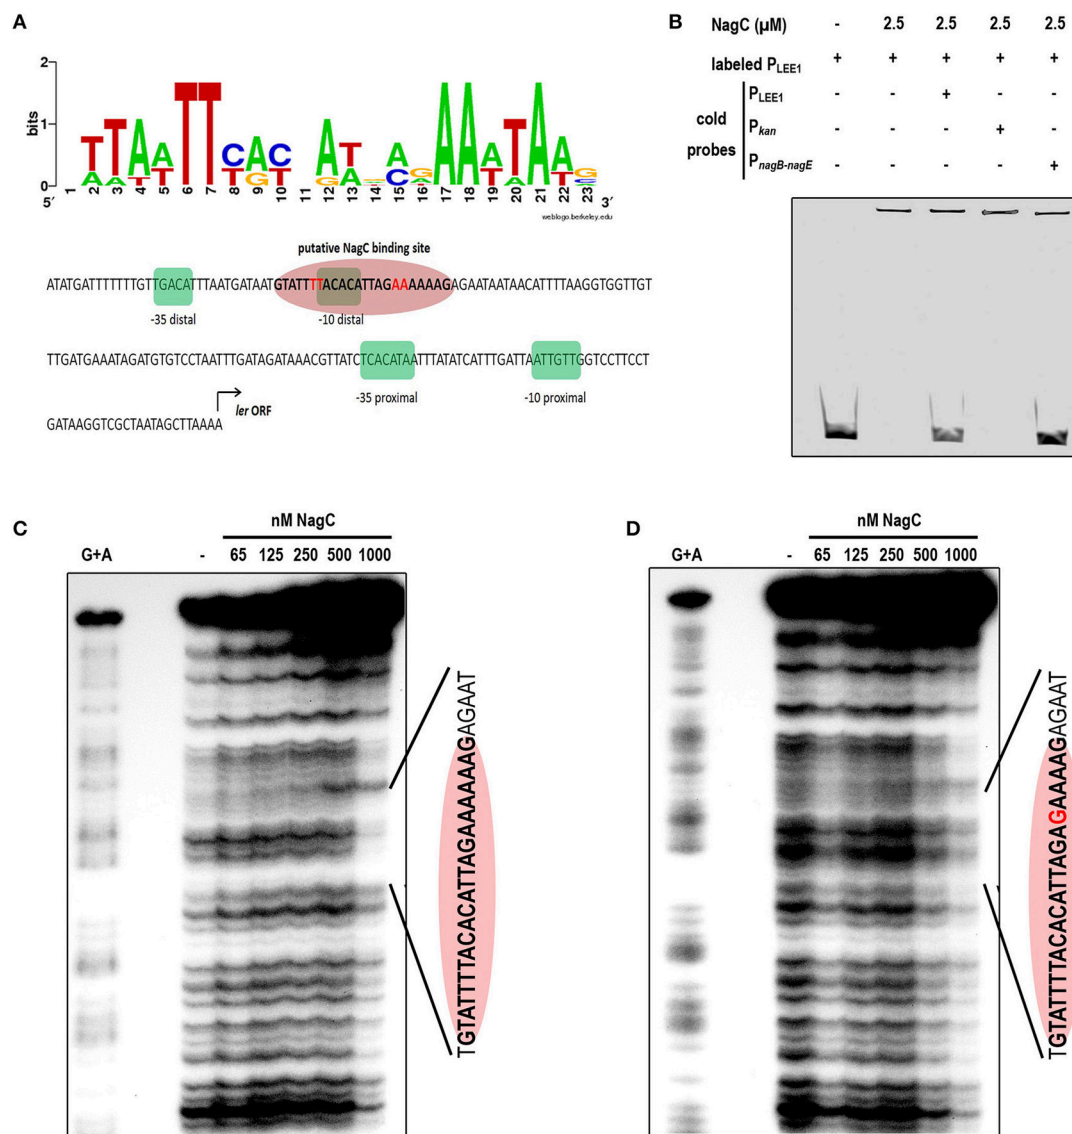 A
2
1
0
bits
1 2 3 4 5 6 7 8 9 10 11 12 13 14 15 16 17 18 19 20 21 22 23
5′ 3′
weblogo.berkeley.edu
putative NagC binding site
ATATGATTTTTTTGTTGACATTTAATGATAATGTATTTTACACATTAGAAAAAAGAGAATAATAACATTTTAAGGTGGTTGT
-35 distal
-10 distal
TTGATGAAATAGATGTGTCCTAATTTGATAGATAAACGTTATCTCACATAATTTATATCATTTGATTAATTGTTGGTCCTTCCT
-35 proximal
-10 proximal
GATAAGGTCGCTAATAGCTTAAAA
ler ORF
B
NagC (µM) - 2.5 2.5 2.5 2.5
labeled PLEE1 + + + + +
cold probes
PLEE1 - - + - -
Pkan - - - + -
PnagB-nagE - - - - +
C
nM NagC
G+A - 65 125 250 500 1000
TGTATTTTACACATTAGAAAAAAGAGAAT
D
nM NagC
G+A - 65 125 250 500 1000
TGTATTTTACACATTAGAGAAAAGAGAAT